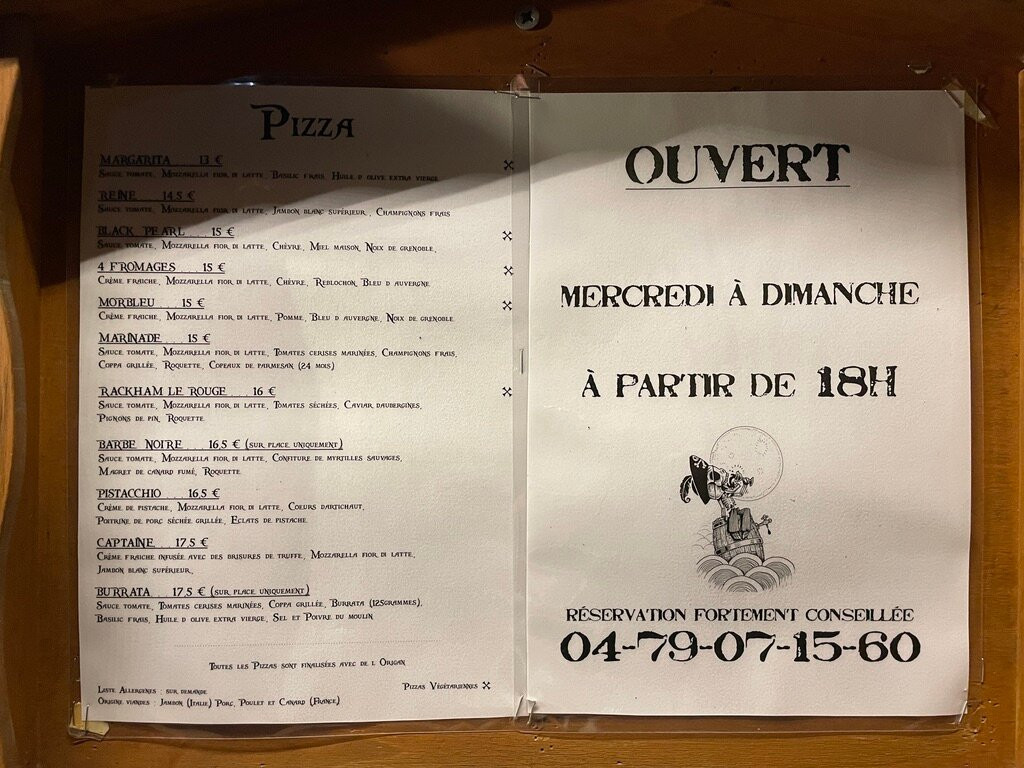 PIZZA
MARGARITA .... 13 €
SAUCE TOMATE, MOZZARELLA FIOR DI LATTE, BASILIC FRAIS, HUILE D OLIVE EXTRA VIERGE
REINE .... 14,5 €
SAUCE TOMATE, MOZZARELLA FIOR DI LATTE, JAMBON BLANC SUPÉRIEUR, CHAMPIGNONS FRAIS
BLACK PEARL .... 15 €
SAUCE TOMATE, MOZZARELLA FIOR DI LATTE, CHÈVRE, MIEL MAISON, NOIX DE GRENOBLE,
4 FROMAGES .... 15 €
CRÈME FRAICHE, MOZZARELLA FIOR DI LATTE, CHÈVRE, REBLOCHON, BLEU D AUVERGNE
MORBLEU .... 15 €
CRÈME FRAICHE, MOZZARELLA FIOR DI LATTE, POMME, BLEU D AUVERGNE, NOIX DE GRENOBLE
MARINADE .... 15 €
SAUCE TOMATE, MOZZARELLA FIOR DI LATTE, TOMATES CERISES MARINÉES, CHAMPIGNONS FRAIS,
COPPA GRILLÉE, ROQUETTE, COPEAUX DE PARMESAN (24 MOIS)
RACKHAM LE ROUGE .... 16 €
SAUCE TOMATE, MOZZARELLA FIOR DI LATTE, TOMATES SÉCHÉES, CAVIAR D'AUBERGINES,
PIGNONS DE PIN, ROQUETTE
BARBE NOIRE .... 16,5 € (SUR PLACE UNIQUEMENT)
SAUCE TOMATE, MOZZARELLA FIOR DI LATTE, CONFITURE DE MYRTILLES SAUVAGES,
MAGRET DE CANARD FUMÉ, ROQUETTE
PISTACCHIO .... 16,5 €
CRÈME DE PISTACHE, MOZZARELLA FIOR DI LATTE, COEURS D'ARTICHAUT,
POITRINE DE PORC SÉCHÉE GRILLÉE, ECLATS DE PISTACHE
CAPTAINE .... 17,5 €
CRÈME FRAICHE INFUSÉE AVEC DES BRISURES DE TRUFFE, MOZZARELLA FIOR DI LATTE,
JAMBON BLANC SUPÉRIEUR,
BURRATA .... 17,5 € (SUR PLACE UNIQUEMENT)
SAUCE TOMATE, TOMATES CERISES MARINÉES, COPPA GRILLÉE, BURRATA (125GRAMMES),
BASILIC FRAIS, HUILE D OLIVE EXTRA VIERGE, SEL ET POIVRE DU MOULIN
TOUTES LES PIZZAS SONT FINALISÉES AVEC DE L ORIGAN
PIZZAS VÉGÉTARIENNES
LISTE ALLERGENES : SUR DEMANDE
ORIGINE VIANDES : JAMBON (ITALIE) PORC, POULET ET CANARD (FRANCE)
OUVERT
MERCREDI À DIMANCHE
À PARTIR DE 18H
RÉSERVATION FORTEMENT CONSEILLÉE
04-79-07-15-60